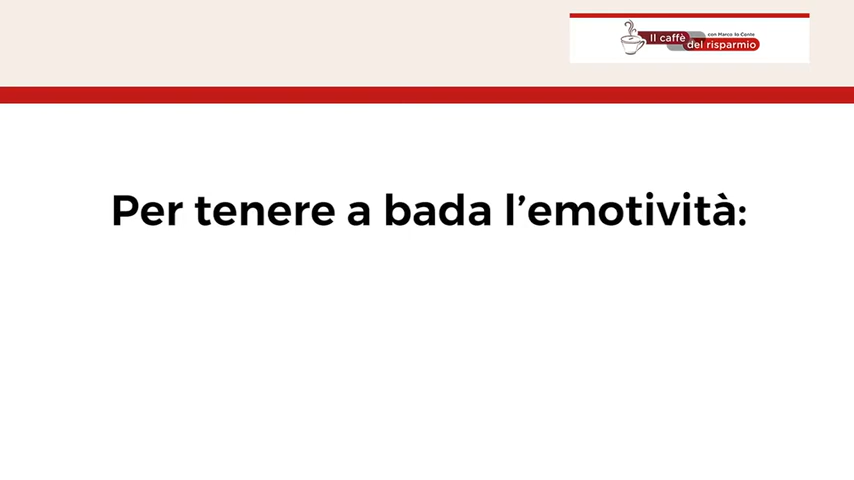 Il caffè
con Marco lo Conte
del risparmio
Per tenere a bada l’emotività: